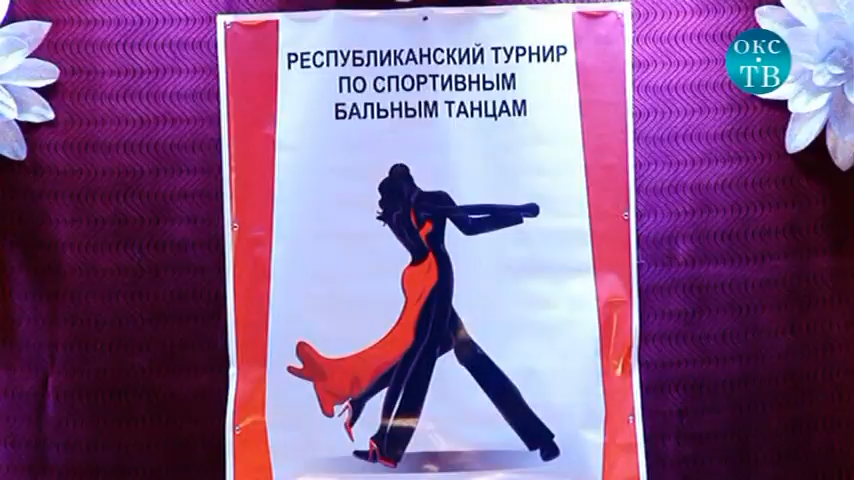 РЕСПУБЛИКАНСКИЙ ТУРНИР
ПО СПОРТИВНЫМ
БАЛЬНЫМ ТАНЦАМ
ОКС
ТВ